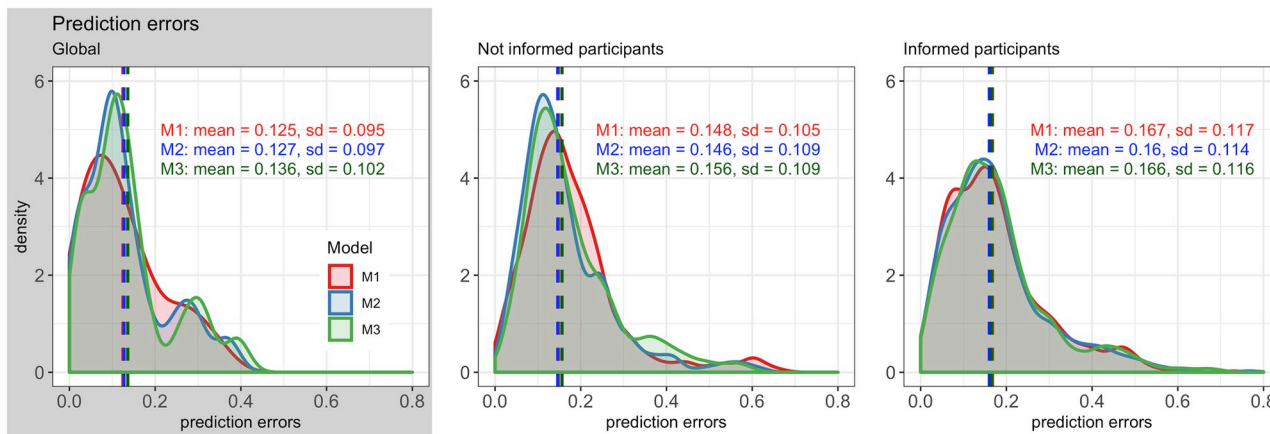 Prediction errors
Global
6
4
2
0
density
M1: mean = 0.125, sd = 0.095
M2: mean = 0.127, sd = 0.097
M3: mean = 0.136, sd = 0.102
Model
M1
M2
M3
0.0 0.2 0.4 0.6 0.8
prediction errors
Not informed participants
6
4
2
0
M1: mean = 0.148, sd = 0.105
M2: mean = 0.146, sd = 0.109
M3: mean = 0.156, sd = 0.109
0.0 0.2 0.4 0.6 0.8
prediction errors
Informed participants
6
4
2
0
M1: mean = 0.167, sd = 0.117
M2: mean = 0.16, sd = 0.114
M3: mean = 0.166, sd = 0.116
0.0 0.2 0.4 0.6
prediction errors